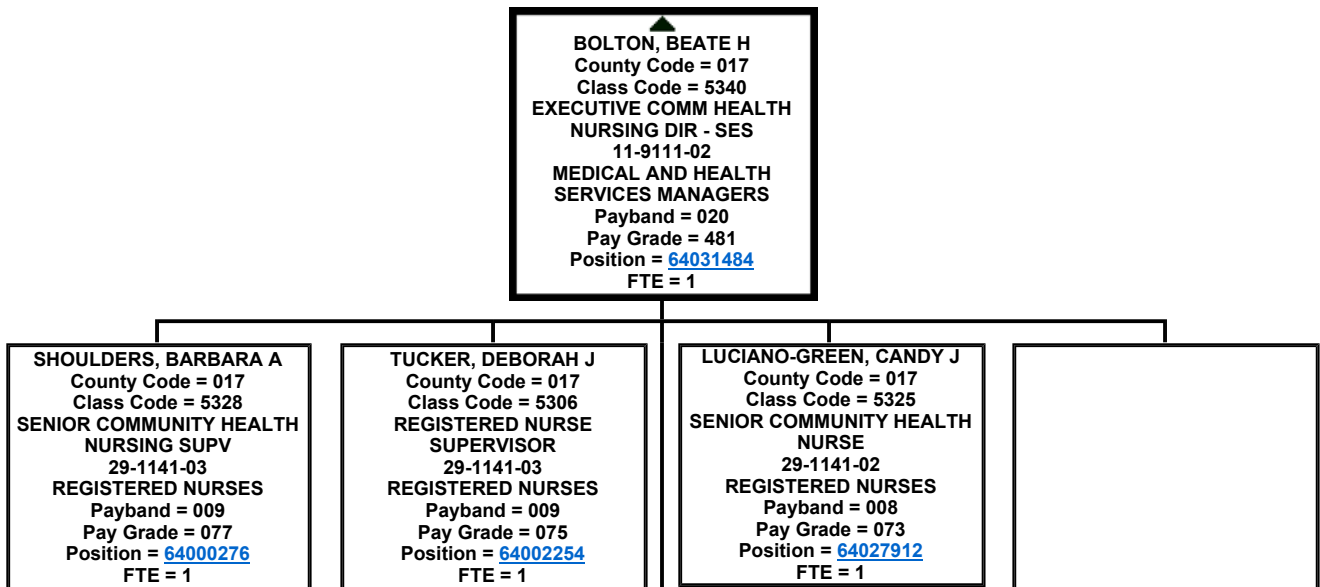 BOLTON, BEATE H
County Code = 017
Class Code = 5340
EXECUTIVE COMM HEALTH
NURSING DIR - SES
11-9111-02
MEDICAL AND HEALTH
SERVICES MANAGERS
Payband = 020
Pay Grade = 481
Position = 64031484
FTE = 1
SHOULDERS, BARBARA A
County Code = 017
Class Code = 5328
SENIOR COMMUNITY HEALTH
NURSING SUPV
29-1141-03
REGISTERED NURSES
Payband = 009
Pay Grade = 077
Position = 64000276
FTE = 1
TUCKER, DEBORAH J
County Code = 017
Class Code = 5306
REGISTERED NURSE
SUPERVISOR
29-1141-03
REGISTERED NURSES
Payband = 009
Pay Grade = 075
Position = 64002254
FTE = 1
LUCIANO-GREEN, CANDY J
County Code = 017
Class Code = 5325
SENIOR COMMUNITY HEALTH
NURSE
29-1141-02
REGISTERED NURSES
Payband = 008
Pay Grade = 073
Position = 64027912
FTE = 1